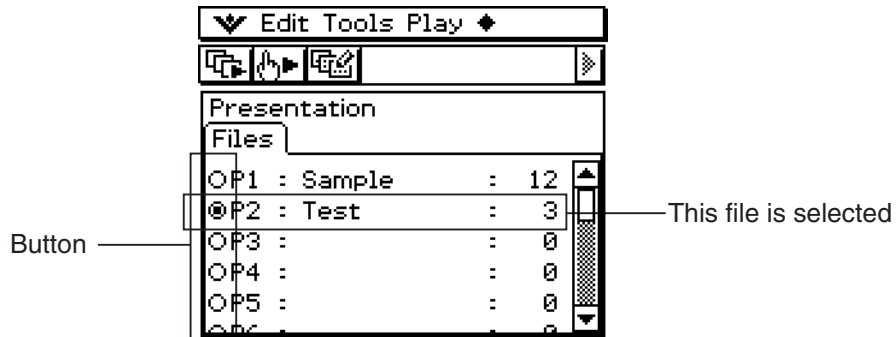 Edit Tools Play
Presentation
Files
P1 : Sample : 12
P2 : Test : 3
This file is selected
Button
P3 : : 0
P4 : : 0
P5 : : 0